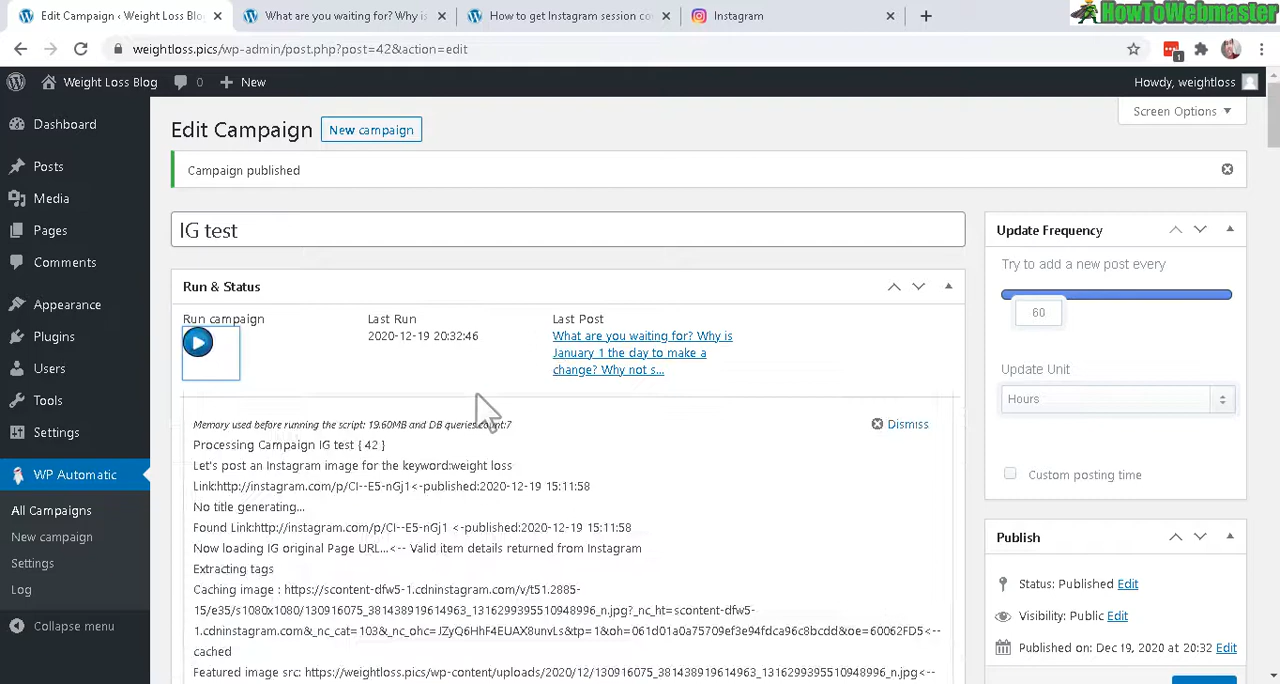 Edit Campaign ‹ Weight Loss Blo
What are you waiting for? Why is
How to get Instagram session co
Instagram
HowToWebmaster
weightloss.pics/wp-admin/post.php?post=42&action=edit
1
Weight Loss Blog
0
New
Howdy, weightloss
Screen Options
Dashboard
Posts
Media
Pages
Comments
Appearance
Plugins
Users
Tools
Settings
WP Automatic
All Campaigns
New campaign
Settings
Log
Collapse menu
Edit Campaign
New campaign
Campaign published
IG test
Run & Status
Run campaign
Last Run
2020-12-19 20:32:46
Last Post
What are you waiting for? Why is
January 1 the day to make a
change? Why not s...
Memory used before running the script: 19.60MB and DB queries
Dismiss
Processing Campaign IG test { 42 }
Let's post an Instagram image for the keyword:weight loss
Link:http://instagram.com/p/CI--E5-nGj1 <-published:2020-12-19 15:11:58
No title generating...
Found Link:http://instagram.com/p/CI--E5-nGj1 <-published:2020-12-19 15:11:58
Now loading IG original Page URL...<-- Valid item details returned from Instagram
Extracting tags
Caching image : https://scontent-dfw5-1.cdninstagram.com/v/t51.2885-
15/e35/s1080x1080/130916075_381438919614963_1316299395510948996_n.jpg?_nc_ht=scontent-dfw5-
1.cdninstagram.com&_nc_cat=103&_nc_ohc=JZyQ6HhF4EUAX8unvLs&tp=1&oh=061d01a0a75709ef3e94fdca96c8bcdd&oe=60062FD5<--
cached
Featured image src: https://weightloss.pics/wp-content/uploads/2020/12/130916075_381438919614963_1316299395510948996_n.jpg<--
Update Frequency
Try to add a new post every
60
Update Unit
Hours
Custom posting time
Publish
Status: Published Edit
Visibility: Public Edit
Published on: Dec 19, 2020 at 20:32 Edit